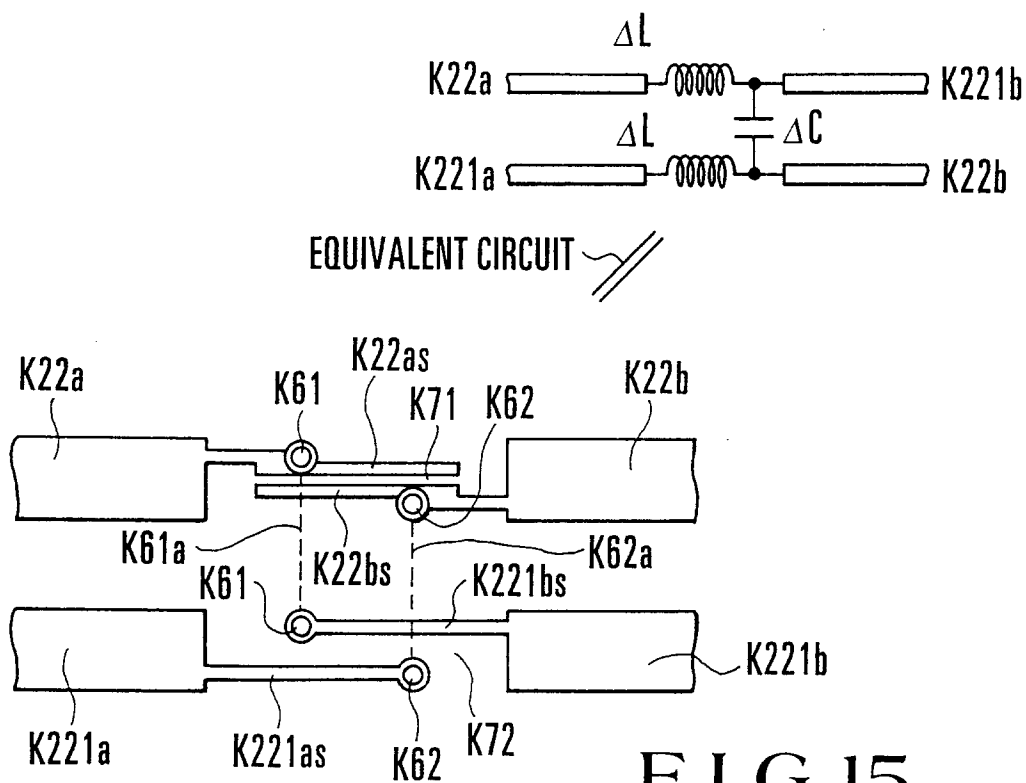 ΔL
K22a K221b
ΔL ΔC
K221a K22b
EQUIVALENT CIRCUIT
K22as
K22a K61 K71 K62 K22b
K61a K22bs K62a
K61 K221bs
K221b
K221a K221as K62 K72
FIG.15